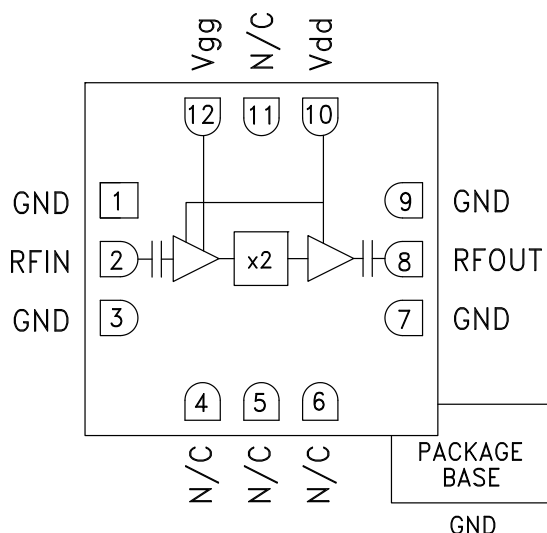 Vgg
N/C
Vdd
12
11
10
GND
1
9
GND
RFIN
2
x2
8
RFOUT
GND
3
7
GND
4
5
6
N/C
N/C
N/C
PACKAGE
BASE
GND